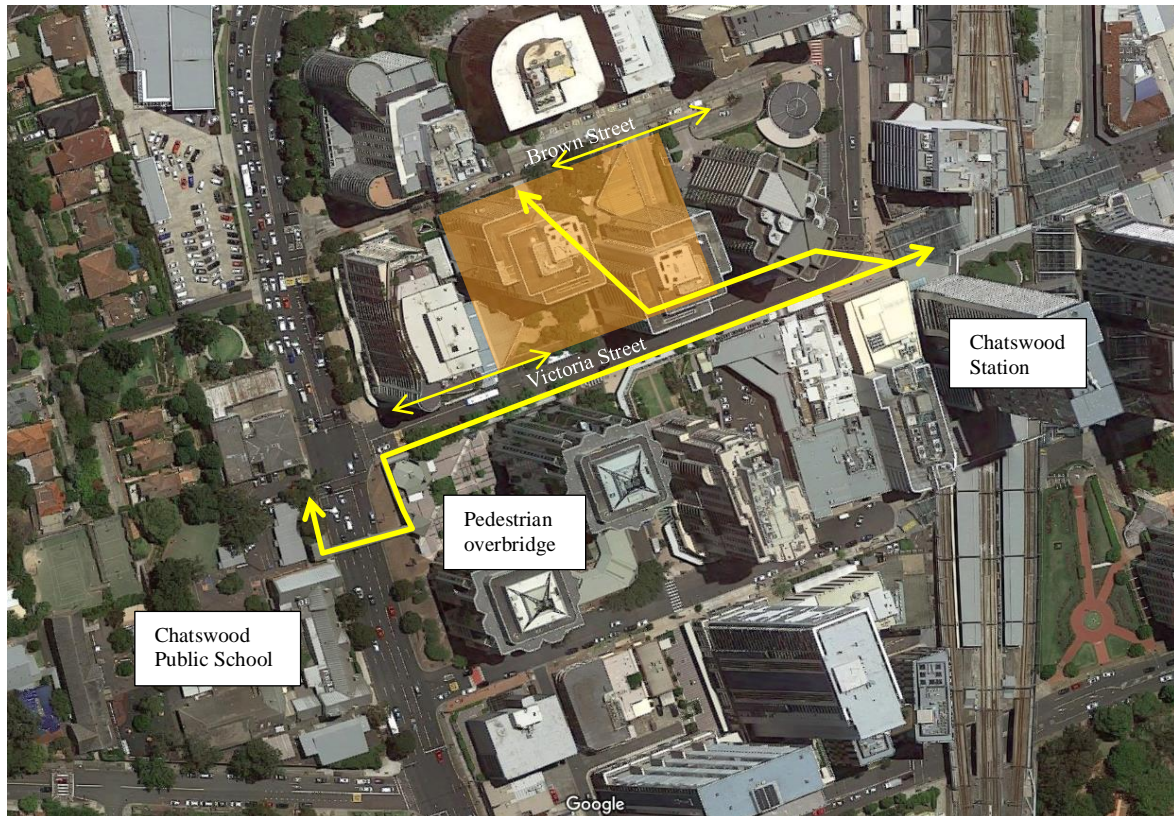 Brown Street
Victoria Street
Chatswood
Station
Pedestrian
overbridge
Chatswood
Public School
Google